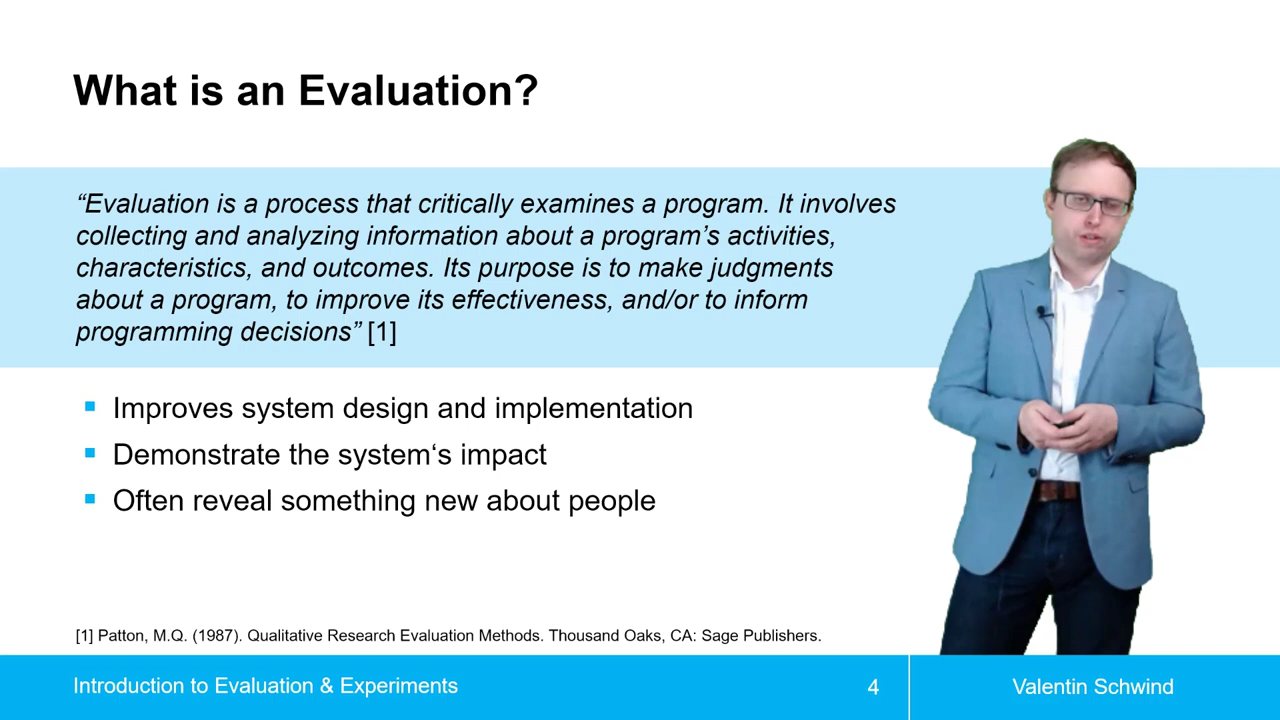 What is an Evaluation?
“Evaluation is a process that critically examines a program. It involves
collecting and analyzing information about a program’s activities,
characteristics, and outcomes. Its purpose is to make judgments
about a program, to improve its effectiveness, and/or to inform
programming decisions” [1]
▪ Improves system design and implementation
▪ Demonstrate the system‘s impact
▪ Often reveal something new about people
[1] Patton, M.Q. (1987). Qualitative Research Evaluation Methods. Thousand Oaks, CA: Sage Publishers.
Introduction to Evaluation & Experiments
4
Valentin Schwind